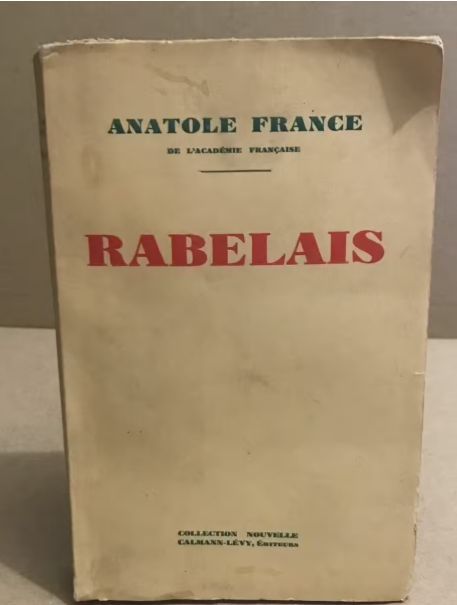 ANATOLE FRANCE
DE L'ACADÉMIE FRANÇAISE
RABELAIS
COLLECTION NOUVELLE
CALMANN-LÉVY, ÉDITEURS